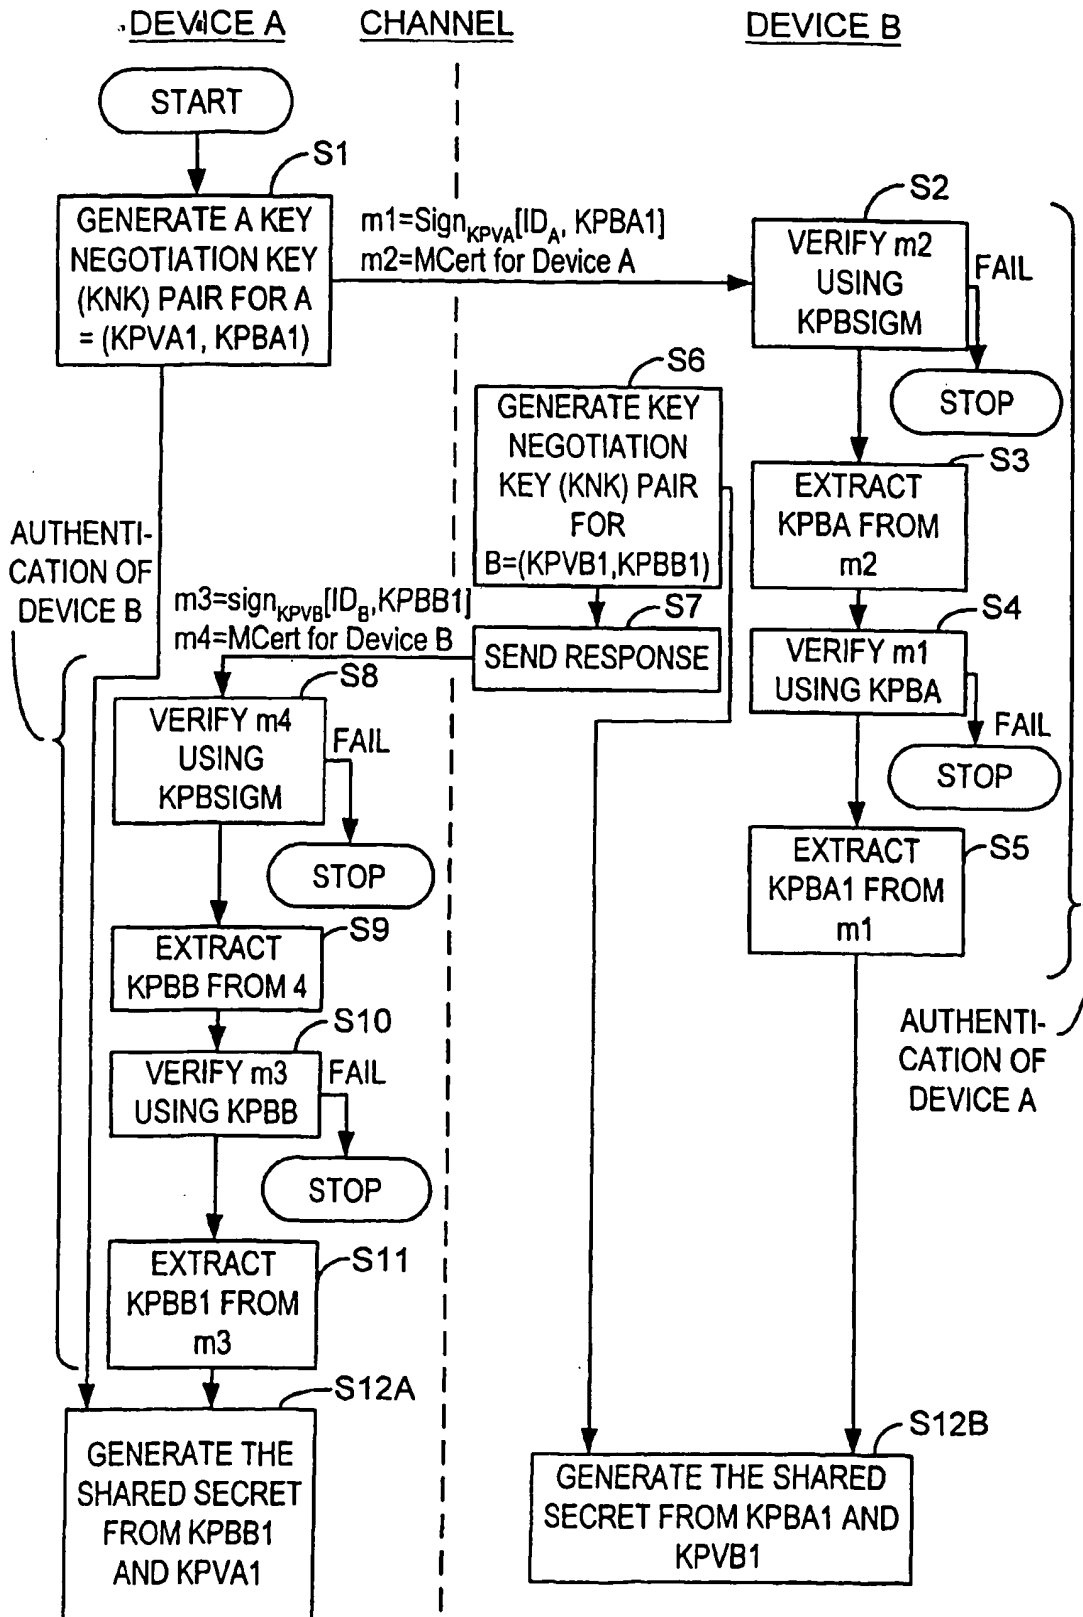 DEVICE A
CHANNEL
DEVICE B
START
S1
GENERATE A KEY
NEGOTIATION KEY
(KNK) PAIR FOR A
= (KPVA1, KPBA1)
m1=Sign_KPVA[ID_A, KPBA1]
m2=MCert for Device A
S2
VERIFY m2
USING
KPBSIGM
FAIL
STOP
S6
GENERATE KEY
NEGOTIATION
KEY (KNK) PAIR
FOR
B=(KPVB1,KPBB1)
S3
EXTRACT
KPBA FROM
m2
AUTHENTI-
CATION OF
DEVICE B
m3=sign_KPVB[ID_B,KPBB1]
m4=MCert for Device B
S7
SEND RESPONSE
S4
VERIFY m1
USING KPBA
FAIL
STOP
S8
VERIFY m4
USING
KPBSIGM
FAIL
STOP
S5
EXTRACT
KPBA1 FROM
m1
S9
EXTRACT
KPBB FROM 4
S10
VERIFY m3
USING KPBB
FAIL
STOP
AUTHENTI-
CATION OF
DEVICE A
S11
EXTRACT
KPBB1 FROM
m3
S12A
GENERATE THE
SHARED SECRET
FROM KPBB1
AND KPVA1
S12B
GENERATE THE SHARED
SECRET FROM KPBA1 AND
KPVB1